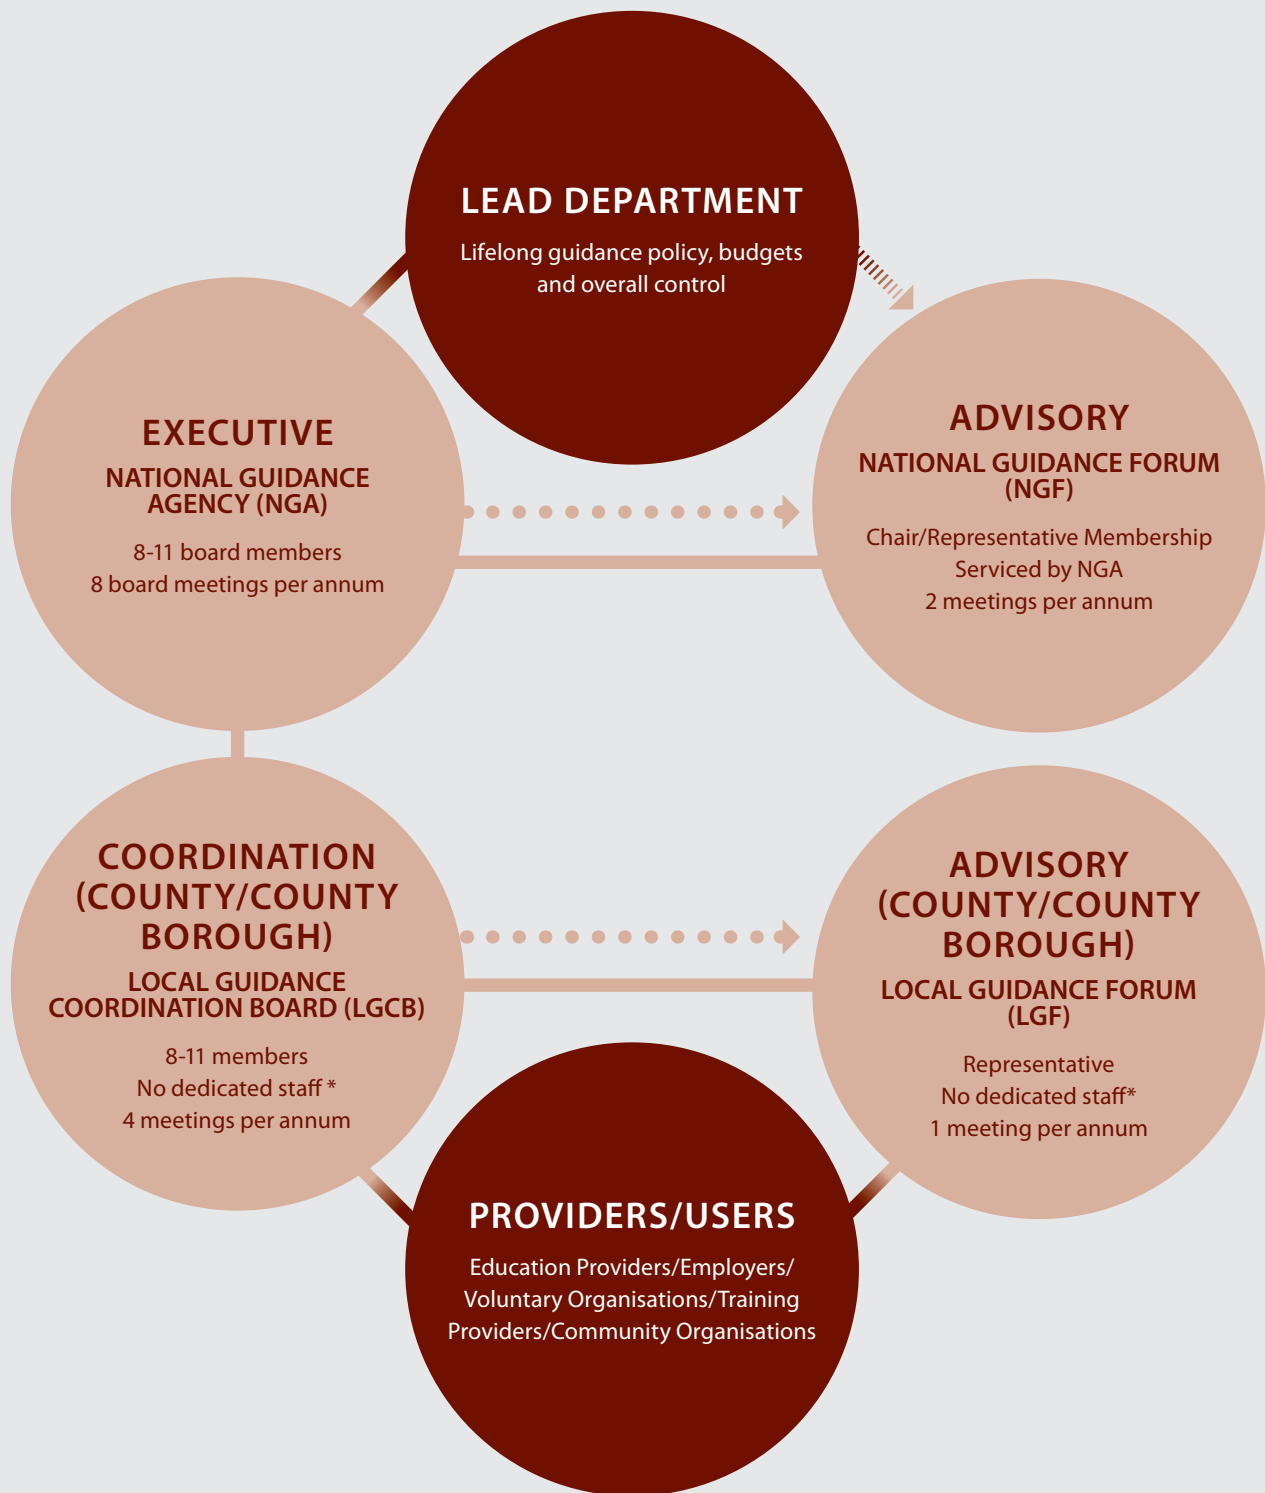 LEAD DEPARTMENT
Lifelong guidance policy, budgets
and overall control
EXECUTIVE
NATIONAL GUIDANCE
AGENCY (NGA)
8-11 board members
8 board meetings per annum
ADVISORY
NATIONAL GUIDANCE FORUM
(NGF)
Chair/Representative Membership
Serviced by NGA
2 meetings per annum
COORDINATION
(COUNTY/COUNTY
BOROUGH)
LOCAL GUIDANCE
COORDINATION BOARD (LGCB)
8-11 members
No dedicated staff *
4 meetings per annum
ADVISORY
(COUNTY/COUNTY
BOROUGH)
LOCAL GUIDANCE FORUM
(LGF)
Representative
No dedicated staff*
1 meeting per annum
PROVIDERS/USERS
Education Providers/Employers/
Voluntary Organisations/Training
Providers/Community Organisations